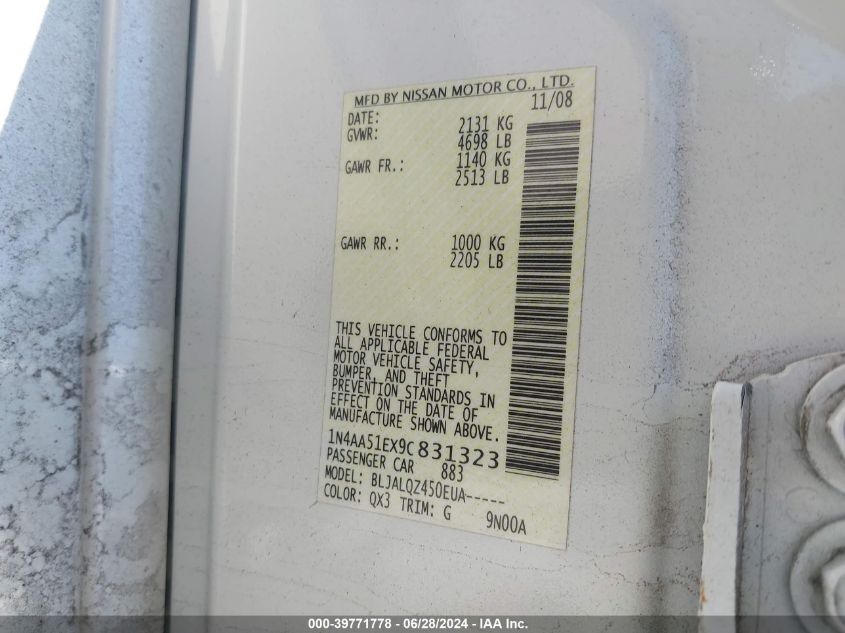 MFD BY NISSAN MOTOR CO., LTD.
DATE: 11/08
GVWR: 2131 KG
4698 LB
GAWR FR.: 1140 KG
2513 LB
GAWR RR.: 1000 KG
2205 LB
THIS VEHICLE CONFORMS TO
ALL APPLICABLE FEDERAL
MOTOR VEHICLE SAFETY,
BUMPER, AND THEFT
PREVENTION STANDARDS IN
EFFECT ON THE DATE OF
MANUFACTURE SHOWN ABOVE.
1N4AA51EX9C831323
PASSENGER CAR 883
MODEL: BLJALQZ450EUA-----
COLOR: QX3 TRIM: G 9N00A
000-39771778 - 06/28/2024 - IAA Inc.